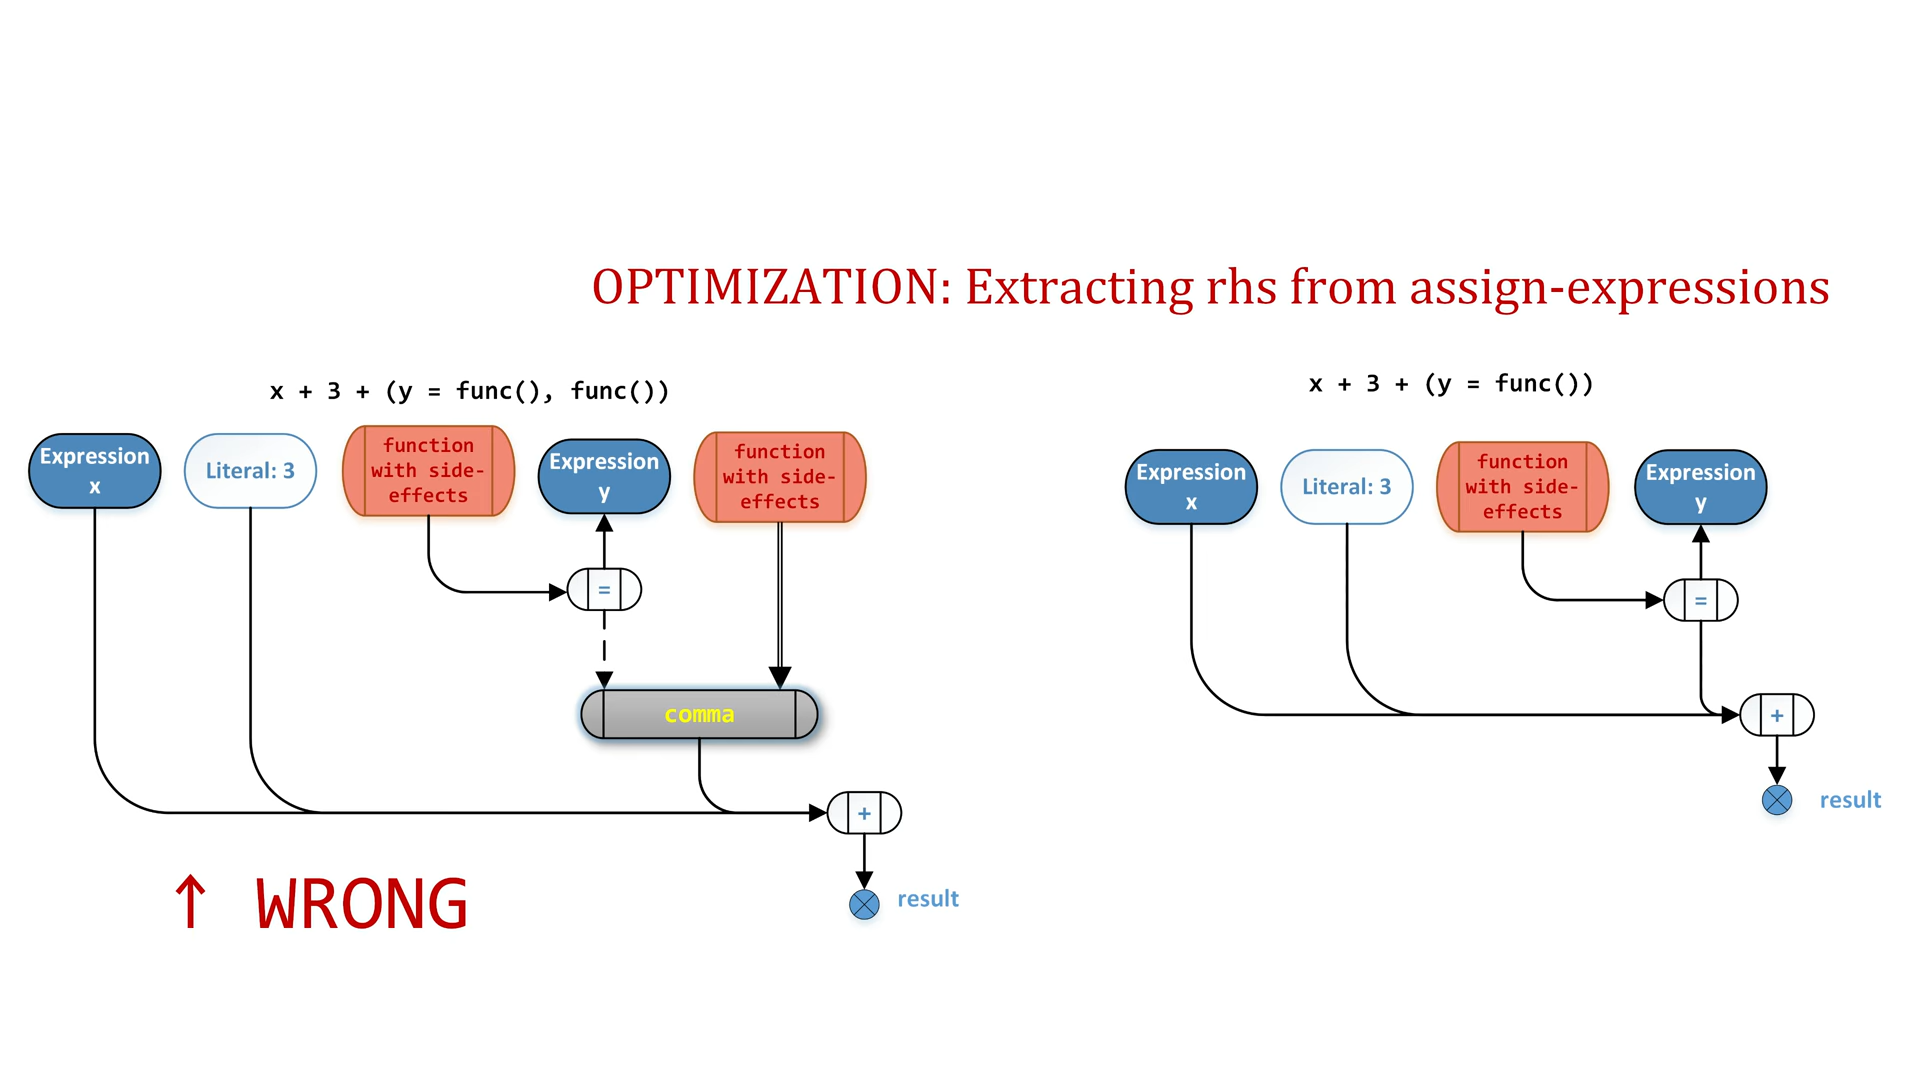 OPTIMIZATION: Extracting rhs from assign-expressions
x + 3 + (y = func(), func())
Expression
x
Literal: 3
function
with side-
effects
Expression
y
function
with side-
effects
=
comma
+
result
↑ WRONG
x + 3 + (y = func())
Expression
x
Literal: 3
function
with side-
effects
Expression
y
=
+
result